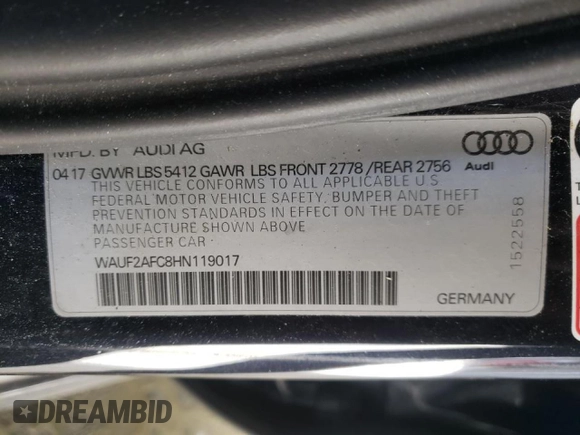 MFD. BY AUDI AG
0417 GVWR LBS 5412 GAWR LBS FRONT 2778 /REAR 2756
THIS VEHICLE CONFORMS TO ALL APPLICABLE U.S
FEDERAL MOTOR VEHICLE SAFETY, BUMPER AND THEFT
PREVENTION STANDARDS IN EFFECT ON THE DATE OF
MANUFACTURE SHOWN ABOVE
PASSENGER CAR
WAUF2AFC8HN119017
GERMANY
Audi
1522558
DREAMBID